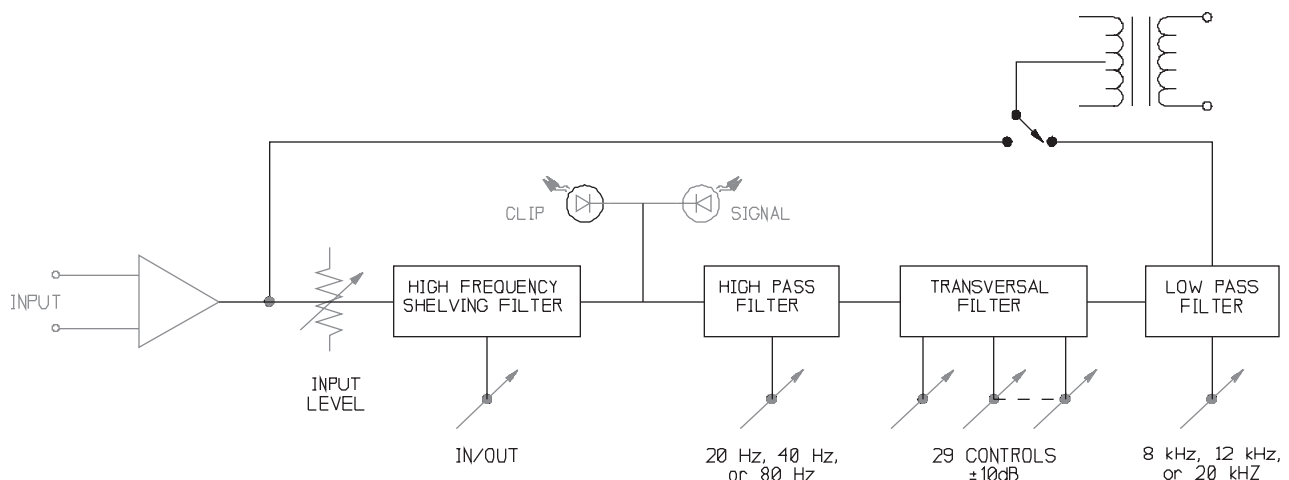 CLIP
SIGNAL
INPUT
HIGH FREQUENCY
SHELVING FILTER
HIGH PASS
FILTER
TRANSVERSAL
FILTER
LOW PASS
FILTER
INPUT
LEVEL
IN/OUT
20 Hz, 40 Hz,
or 80 Hz
29 CONTROLS
±10dB
8 kHz, 12 kHz,
or 20 kHZ